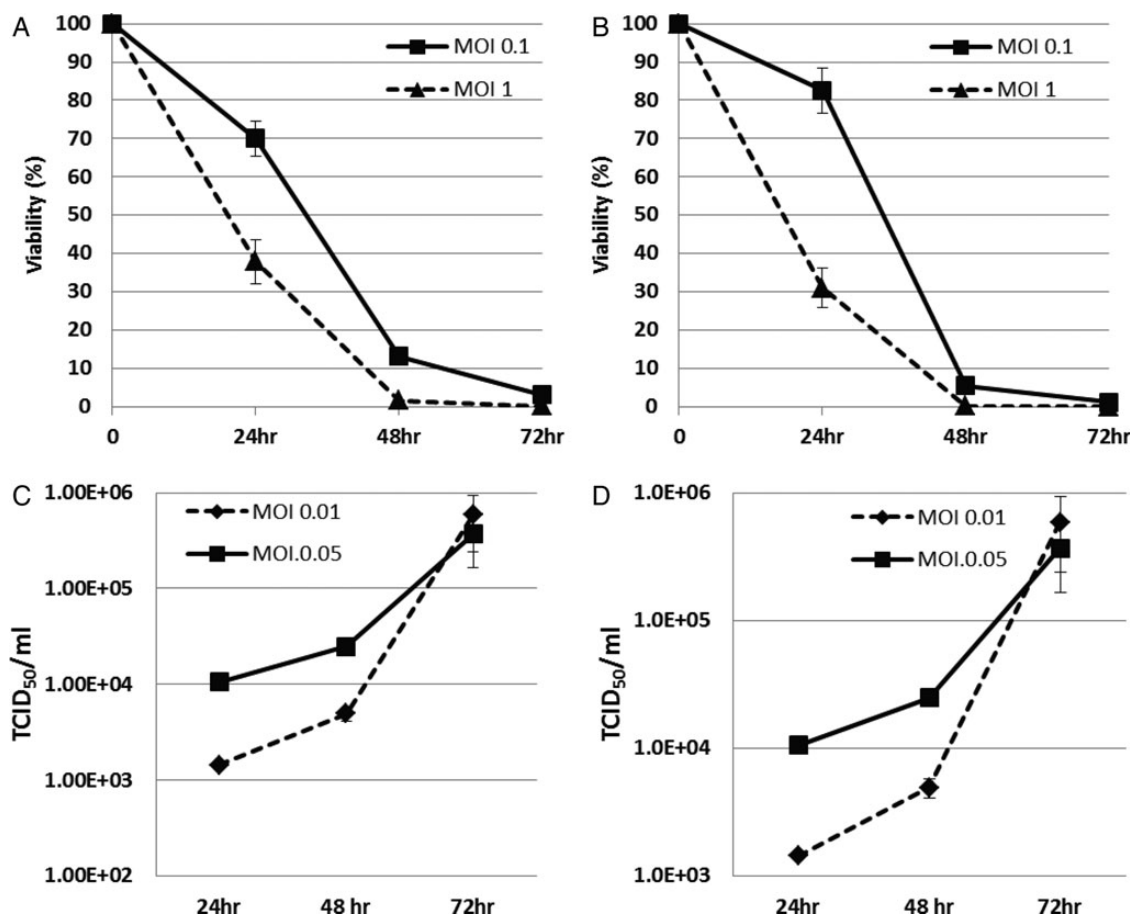 A
Viability (%)
100
90
80
70
60
50
40
30
20
10
0
MOI 0.1
MOI 1
0 24hr 48hr 72hr
B
Viability (%)
100
90
80
70
60
50
40
30
20
10
0
MOI 0.1
MOI 1
0 24hr 48hr 72hr
C
TCID50/ml
1.00E+06
1.00E+05
1.00E+04
1.00E+03
1.00E+02
MOI 0.01
MOI.0.05
24hr 48 hr 72hr
D
TCID50/ml
1.0E+06
1.0E+05
1.0E+04
1.0E+03
MOI 0.01
MOI.0.05
24hr 48hr 72hr